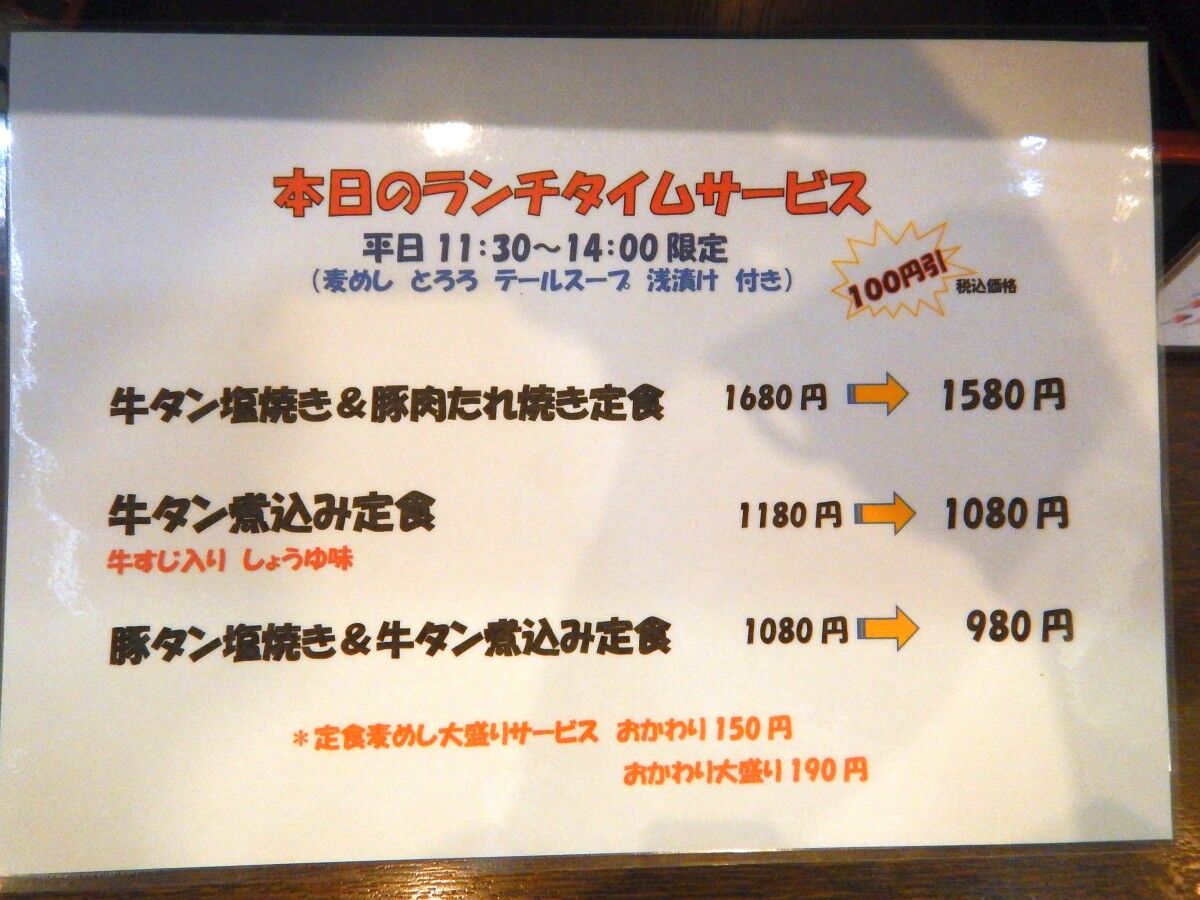 本日のランチタイムサービス
平日 11:30～14:00 限定
（麦めし とろろ テールスープ 浅漬け 付き）
100円引
税込価格
牛タン塩焼き＆豚肉たれ焼き定食 1680円 1580円
牛タン煮込み定食 1180円 1080円
牛すじ入り しょうゆ味
豚タン塩焼き＆牛タン煮込み定食 1080円 980円
＊定食麦めし大盛りサービス おかわり150円
おかわり大盛り190円